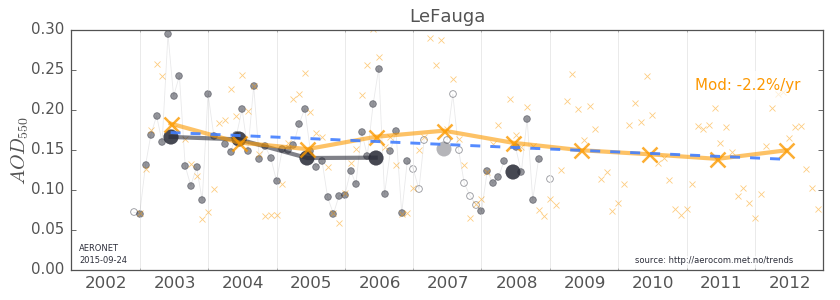 LeFauga
0.30
0.25
0.20
0.15
0.10
0.05
0.00
AOD550
Mod: -2.2%/yr
AERONET
2015-09-24
source: http://aerocom.met.no/trends
2002 2003 2004 2005 2006 2007 2008 2009 2010 2011 2012